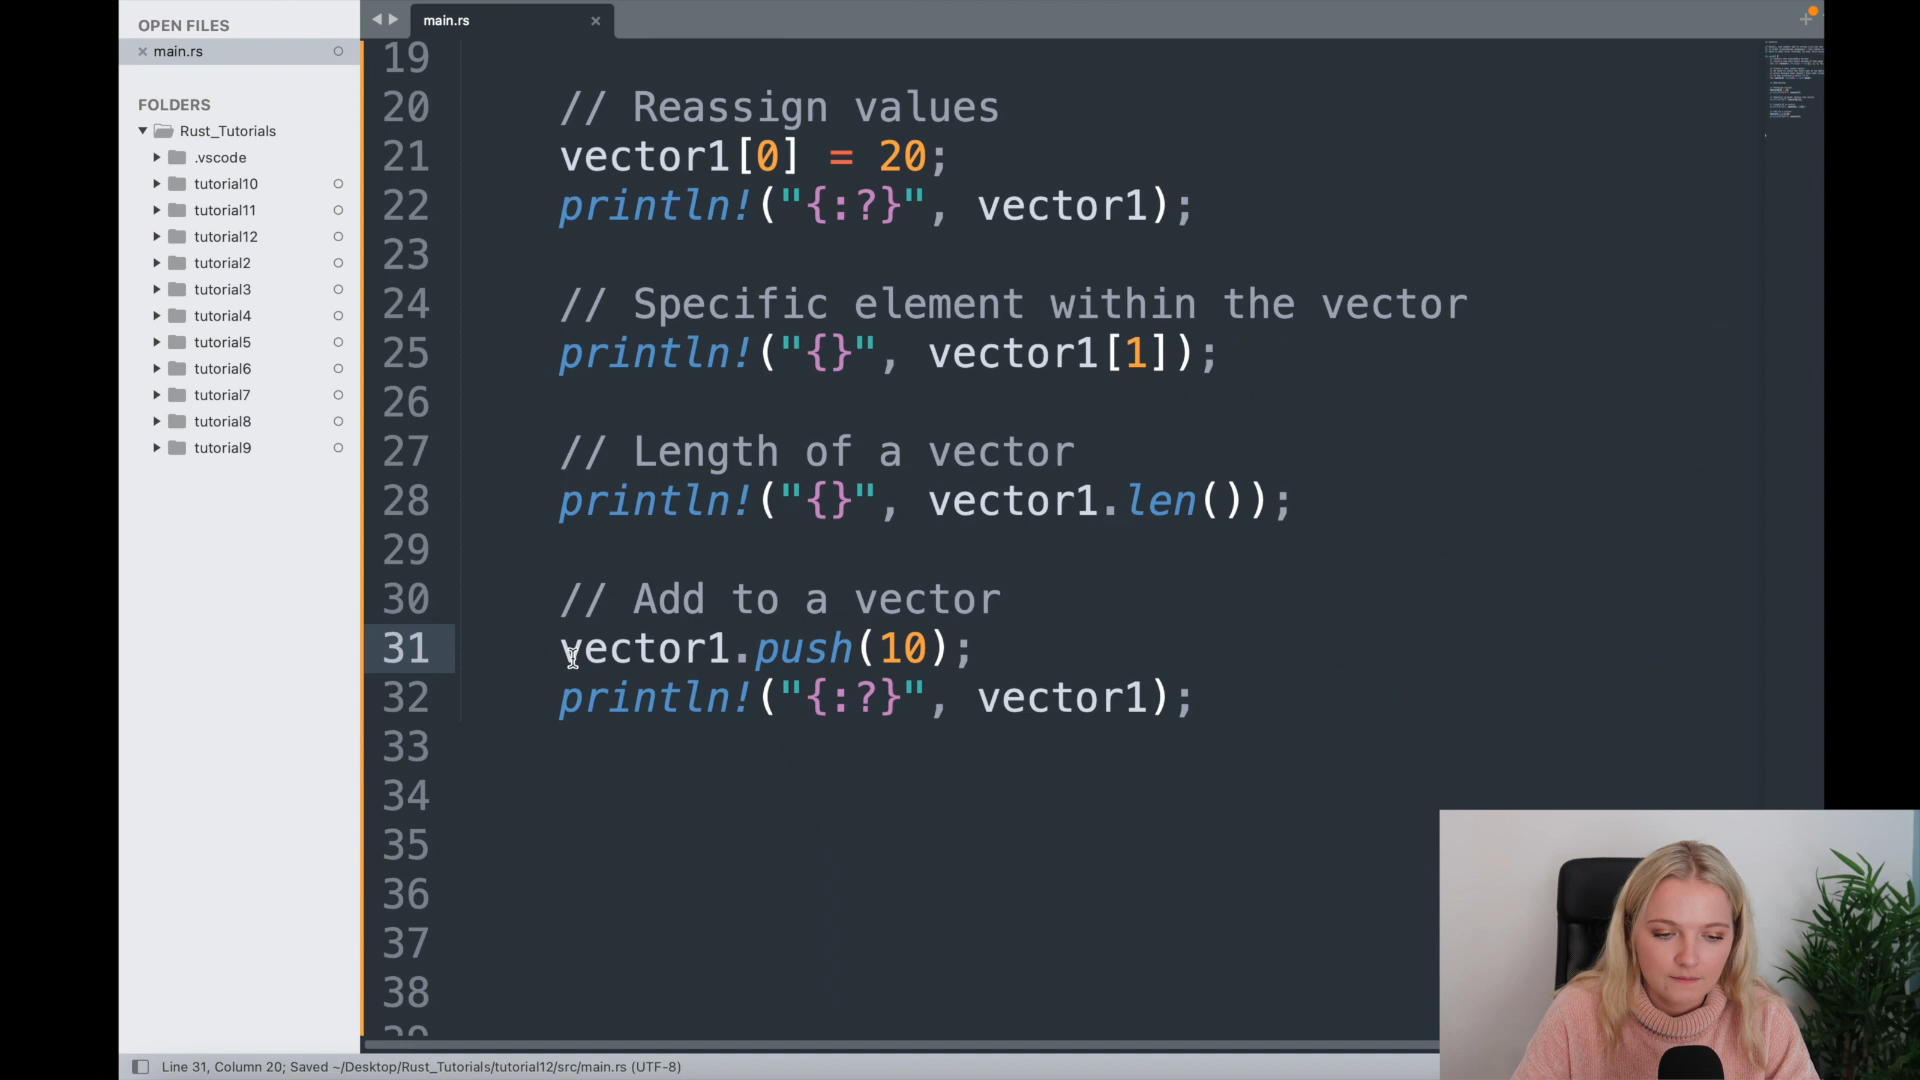 OPEN FILES
main.rs
FOLDERS
Rust_Tutorials
.vscode
tutorial10
tutorial11
tutorial12
tutorial2
tutorial3
tutorial4
tutorial5
tutorial6
tutorial7
tutorial8
tutorial9
main.rs
19
20 // Reassign values
21 vector1[0] = 20;
22 println!("{:?}", vector1);
23
24 // Specific element within the vector
25 println!("{}", vector1[1]);
26
27 // Length of a vector
28 println!("{}", vector1.len());
29
30 // Add to a vector
31 vector1.push(10);
32 println!("{:?}", vector1);
33
34
35
36
37
38
39
Line 31, Column 20; Saved ~/Desktop/Rust_Tutorials/tutorial12/src/main.rs (UTF-8)